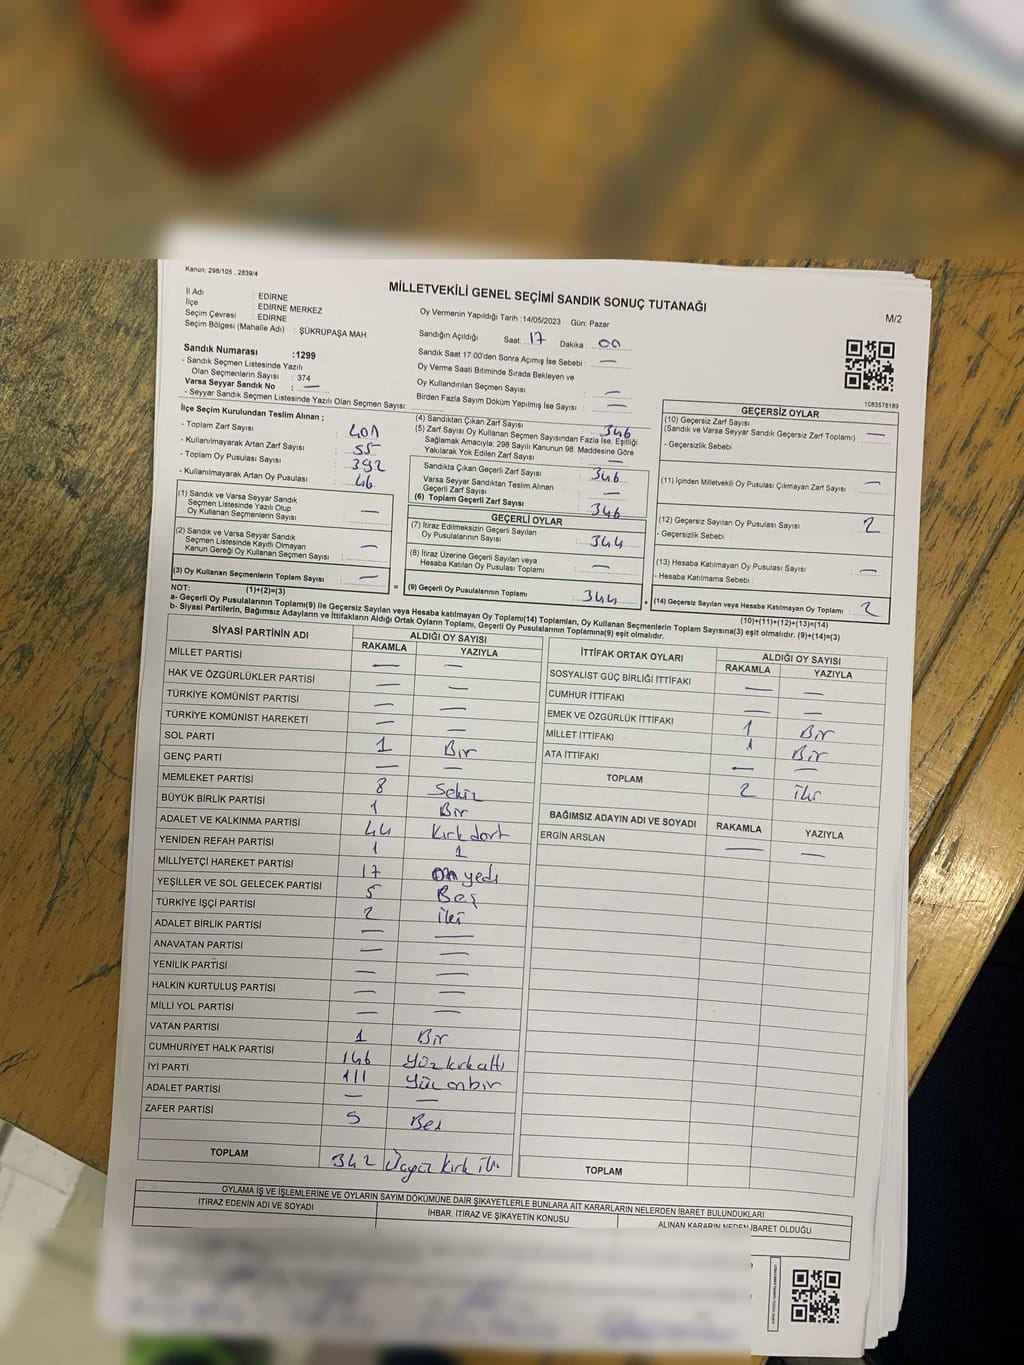 Kanun; 298/105 , 2839/4
MİLLETVEKİLİ GENEL SEÇİMİ SANDIK SONUÇ TUTANAĞI
M/2
İl Adı : EDİRNE
İlçe : EDİRNE MERKEZ
Seçim Çevresi : EDİRNE
Seçim Bölgesi (Mahalle Adı) : ŞÜKRÜPAŞA MAH.
Oy Vermenin Yapıldığı Tarih :14/05/2023 Gün: Pazar
Sandığın Açıldığı Saat: 17 Dakika : 00
Sandık Saat 17:00'den Sonra Açımış İse Sebebi : —
Oy Verme Saati Bitiminde Sırada Bekleyen ve
Oy Kullandırılan Seçmen Sayısı —
Birden Fazla Sayım Döküm Yapılmış İse Sayısı : —
Sandık Numarası :1299
- Sandık Seçmen Listesinde Yazılı
Olan Seçmenlerin Sayısı : 374
Varsa Seyyar Sandık No : —
- Seyyar Sandık Seçmen Listesinde Yazılı Olan Seçmen Sayısı:
1083578189
İlçe Seçim Kurulundan Teslim Alınan ;
- Toplam Zarf Sayısı : 401
- Kullanılmayarak Artan Zarf Sayısı : 55
- Toplam Oy Pusulası Sayısı : 392
- Kullanılmayarak Artan Oy Pusulası : 46
(1) Sandık ve Varsa Seyyar Sandık
Seçmen Listesinde Yazılı Olup
Oy Kullanan Seçmenlerin Sayısı : —
(2) Sandık ve Varsa Seyyar Sandık
Seçmen Listesinde Kayıtlı Olmayan
Kanun Gereği Oy Kullanan Seçmen Sayısı : —
(3) Oy Kullanan Seçmenlerin Toplam Sayısı : —
(1)+(2)=(3)
(4) Sandıktan Çıkan Zarf Sayısı : 346
(5) Zarf Sayısı Oy Kullanan Seçmen Sayısından Fazla İse, Eşitliği
Sağlamak Amacıyla; 298 Sayılı Kanunun 98. Maddesine Göre
Yakılarak Yok Edilen Zarf Sayısı : —
Sandıkta Çıkan Geçerli Zarf Sayısı : 346
Varsa Seyyar Sandıktan Teslim Alınan
Geçerli Zarf Sayısı : —
(6) Toplam Geçerli Zarf Sayısı : 346
GEÇERLİ OYLAR
(7) İtiraz Edilmeksizin Geçerli Sayılan
Oy Pusulalarının Sayısı : 344
(8) İtiraz Üzerine Geçerli Sayılan veya
Hesaba Katılan Oy Pusulası Toplamı : —
= (9) Geçerli Oy Pusulalarının Toplamı : 344 +
GEÇERSİZ OYLAR
(10) Geçersiz Zarf Sayısı
(Sandık ve Varsa Seyyar Sandık Geçersiz Zarf Toplamı) : —
- Geçersizlik Sebebi :
(11) İçinden Milletvekili Oy Pusulası Çıkmayan Zarf Sayısı : —
(12) Geçersiz Sayılan Oy Pusulası Sayısı : 2
- Geçersizlik Sebebi :
(13) Hesaba Katılmayan Oy Pusulası Sayısı : —
- Hesaba Katılmama Sebebi :
(14) Geçersiz Sayılan veya Hesaba Katılmayan Oy Toplamı : 2
(10)+(11)+(12)+(13)=(14)
NOT:
a- Geçerli Oy Pusulalarının Toplamı(9) ile Geçersiz Sayılan veya Hesaba katılmayan Oy Toplamı(14) Toplamları, Oy Kullanan Seçmenlerin Toplam Sayısına(3) eşit olmalıdır. (9)+(14)=(3)
b- Siyasi Partilerin, Bağımsız Adayların ve İttifakların Aldığı Ortak Oyların Toplamı, Geçerli Oy Pusulalarının Toplamına(9) eşit olmalıdır.
SİYASİ PARTİNİN ADI ALDIĞI OY SAYISI
RAKAMLA YAZIYLA
MİLLET PARTİSİ — —
HAK VE ÖZGÜRLÜKLER PARTİSİ — —
TÜRKİYE KOMÜNİST PARTİSİ — —
TÜRKİYE KOMÜNİST HAREKETİ — —
SOL PARTİ 1 Bir
GENÇ PARTİ — —
MEMLEKET PARTİSİ 8 Sekiz
BÜYÜK BİRLİK PARTİSİ 1 Bir
ADALET VE KALKINMA PARTİSİ 44 Kırk dört
YENİDEN REFAH PARTİSİ 1 1
MİLLİYETÇİ HAREKET PARTİSİ 17 on yedi
YEŞİLLER VE SOL GELECEK PARTİSİ 5 Beş
TÜRKİYE İŞÇİ PARTİSİ 2 iki
ADALET BİRLİK PARTİSİ — —
ANAVATAN PARTİSİ — —
YENİLİK PARTİSİ — —
HALKIN KURTULUŞ PARTİSİ — —
MİLLİ YOL PARTİSİ — —
VATAN PARTİSİ 1 Bir
CUMHURİYET HALK PARTİSİ 146 Yüz kırk altı
İYİ PARTİ 111 Yüz on bir
ADALET PARTİSİ — —
ZAFER PARTİSİ 5 Beş
TOPLAM 342 Üçyüz kırk iki
İTTİFAK ORTAK OYLARI ALDIĞI OY SAYISI
RAKAMLA YAZIYLA
SOSYALİST GÜÇ BİRLİĞİ İTTİFAKI — —
CUMHUR İTTİFAKI — —
EMEK VE ÖZGÜRLÜK İTTİFAKI 1 Bir
MİLLET İTTİFAKI 1 Bir
ATA İTTİFAKI — —
TOPLAM 2 iki
BAĞIMSIZ ADAYIN ADI VE SOYADI RAKAMLA YAZIYLA
ERGİN ARSLAN — —
TOPLAM
OYLAMA İŞ VE İŞLEMLERİNE VE OYLARIN SAYIM DÖKÜMÜNE DAİR ŞİKAYETLERLE BUNLARA AİT KARARLARIN NELERDEN İBARET BULUNDUKLARI
İTİRAZ EDENİN ADI VE SOYADI İHBAR, İTİRAZ VE ŞİKAYETİN KONUSU ALINAN KARARIN NEDEN İBARET OLDUĞU